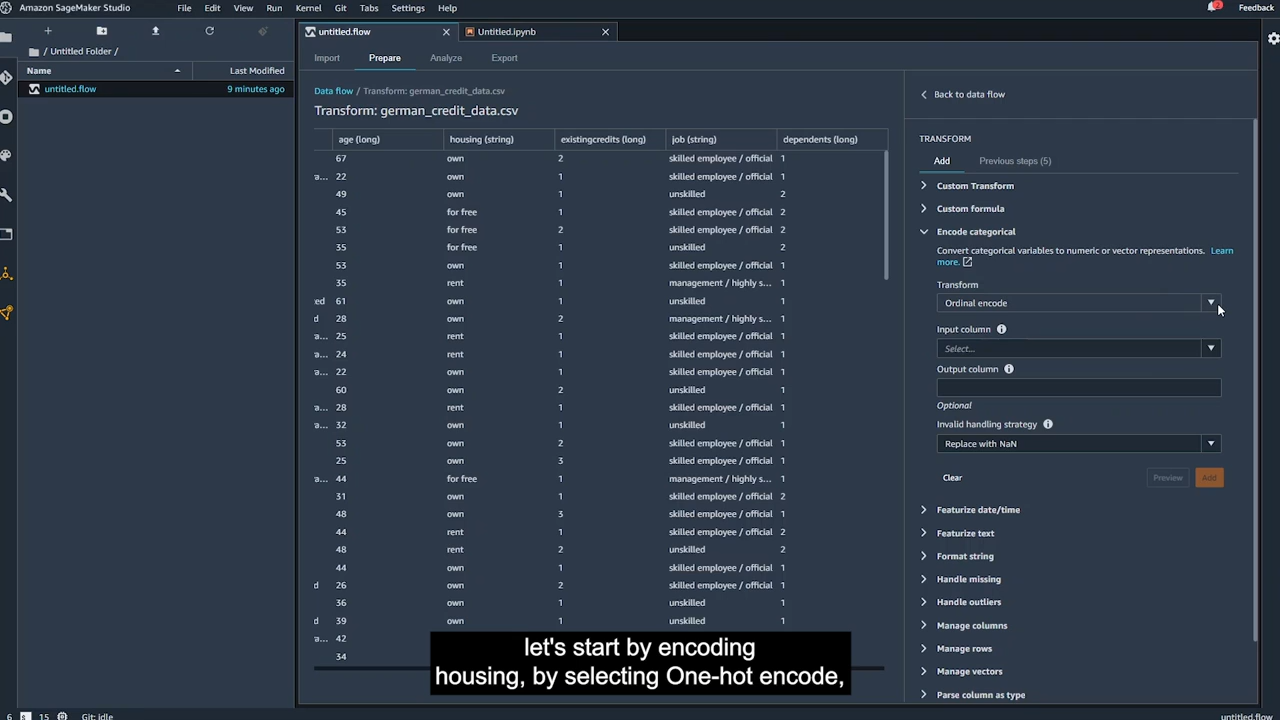 Amazon SageMaker Studio File Edit View Run Kernel Git Tabs Settings Help 2 Feedback
untitled.flow Untitled.ipynb
/ Untitled Folder /
Import Prepare Analyze Export
Name Last Modified
untitled.flow 9 minutes ago
Data flow / Transform: german_credit_data.csv
Transform: german_credit_data.csv
age (long) housing (string) existingcredits (long) job (string) dependents (long)
67 own 2 skilled employee / official 1
a... 22 own 1 skilled employee / official 1
49 own 1 unskilled 2
45 for free 1 skilled employee / official 2
53 for free 2 skilled employee / official 2
35 for free 1 unskilled 2
53 own 1 skilled employee / official 1
35 rent 1 management / highly s... 1
ed 61 own 1 unskilled 1
d 28 own 2 management / highly s... 1
a... 25 rent 1 skilled employee / official 1
a... 24 rent 1 skilled employee / official 1
a... 22 own 1 skilled employee / official 1
60 own 2 unskilled 1
a... 28 rent 1 skilled employee / official 1
a... 32 own 1 unskilled 1
53 own 2 skilled employee / official 1
25 own 3 skilled employee / official 1
a... 44 for free 1 management / highly s... 1
31 own 1 skilled employee / official 2
a... 48 own 3 skilled employee / official 1
44 rent 1 skilled employee / official 2
a... 48 rent 2 unskilled 2
44 own 1 skilled employee / official 1
d 26 own 2 skilled employee / official 1
36 own 1 unskilled 1
d 39 own 1 unskilled 1
a... 42 1
34 1
Back to data flow
TRANSFORM
Add Previous steps (5)
Custom Transform
Custom formula
Encode categorical
Convert categorical variables to numeric or vector representations. Learn
more.
Transform
Ordinal encode
Input column
Select...
Output column
Optional
Invalid handling strategy
Replace with NaN
Clear Preview Add
Featurize date/time
Featurize text
Format string
Handle missing
Handle outliers
Manage columns
Manage rows
Manage vectors
Parse column as type
let's start by encoding
housing, by selecting One-hot encode,
6 15 Git: idle untitled.flow